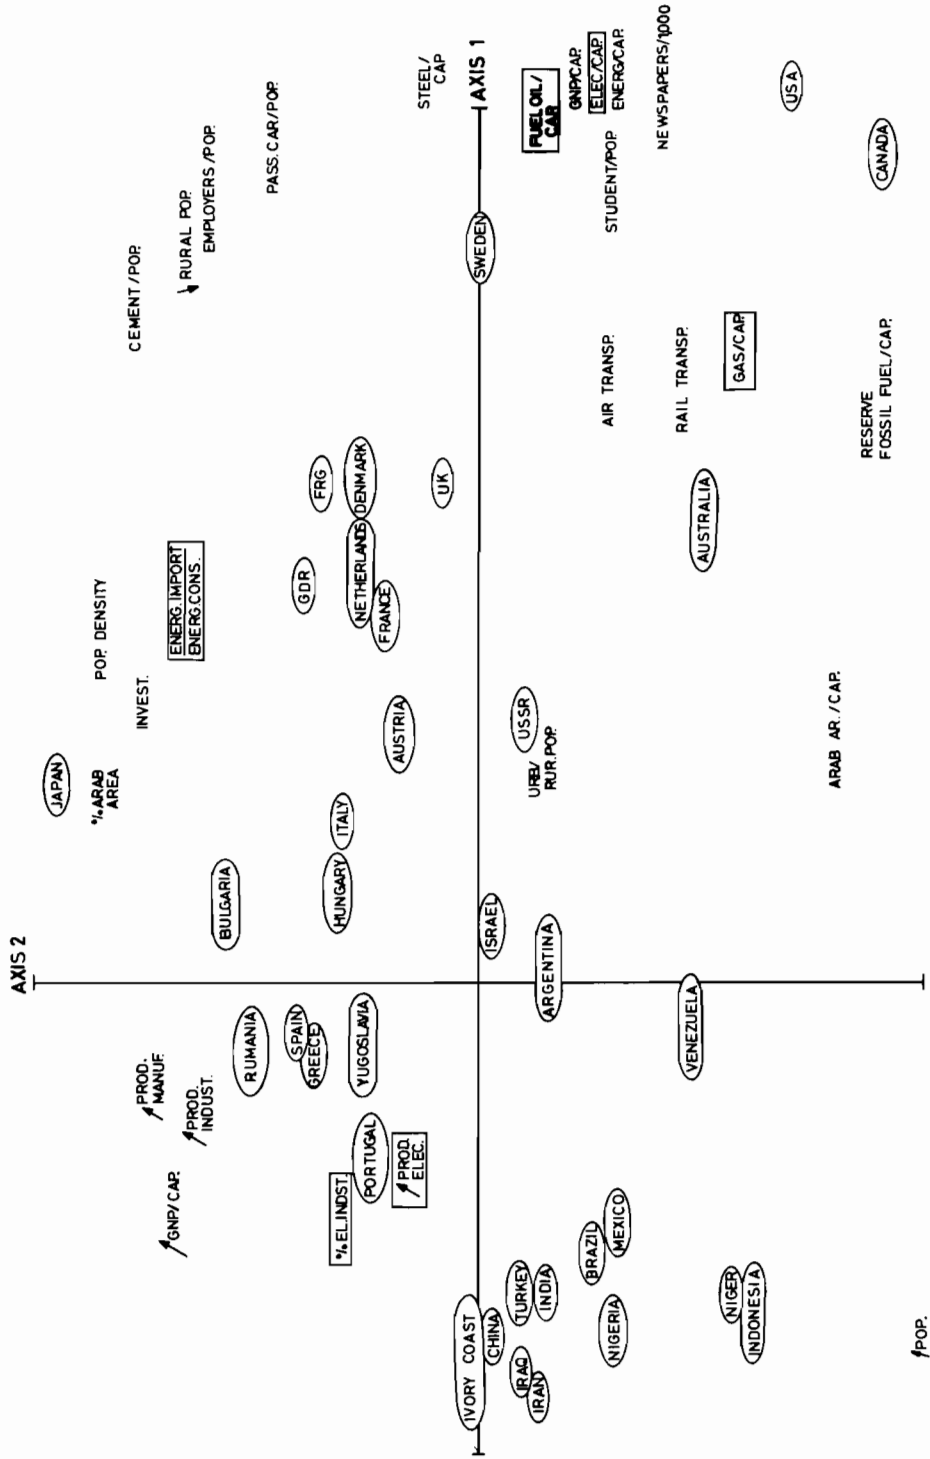 AXIS 2
JAPAN
% ARAB
AREA
POP. DENSITY
INVEST.
CEMENT/POP.
↗ PROD.
MANUF.
↗ GNP/CAP.
↗ PROD.
INDUST.
ENERG.IMPORT
ENERG.CONS.
↘ RURAL POP.
EMPLOYERS/POP.
BULGARIA
RUMANIA
PASS.CAR/POP.
SPAIN
GREECE
GDR
FRG
% EL.INDST.
HUNGARY
ITALY
PORTUGAL
YUGOSLAVIA
NETHERLANDS
DENMARK
FRANCE
↗ PROD.
ELEC.
AUSTRIA
UK
STEEL/
CAP
IVORY COAST
SWEDEN
AXIS 1
CHINA
ISRAEL
IRAQ
TURKEY
IRAN
INDIA
ARGENTINA
USSR
URB/
RUR.POP.
FUEL OIL/
CAP.
GNP/CAP.
ELEC/CAP.
ENERG/CAP.
BRAZIL
MEXICO
NIGERIA
AIR TRANSP.
STUDENT/POP.
NEWSPAPERS/1,000
VENEZUELA
RAIL TRANSP.
AUSTRALIA
NIGER
INDONESIA
GAS/CAP.
USA
ARAB AR./CAP.
RESERVE
FOSSIL FUEL/CAP.
CANADA
↗POP.